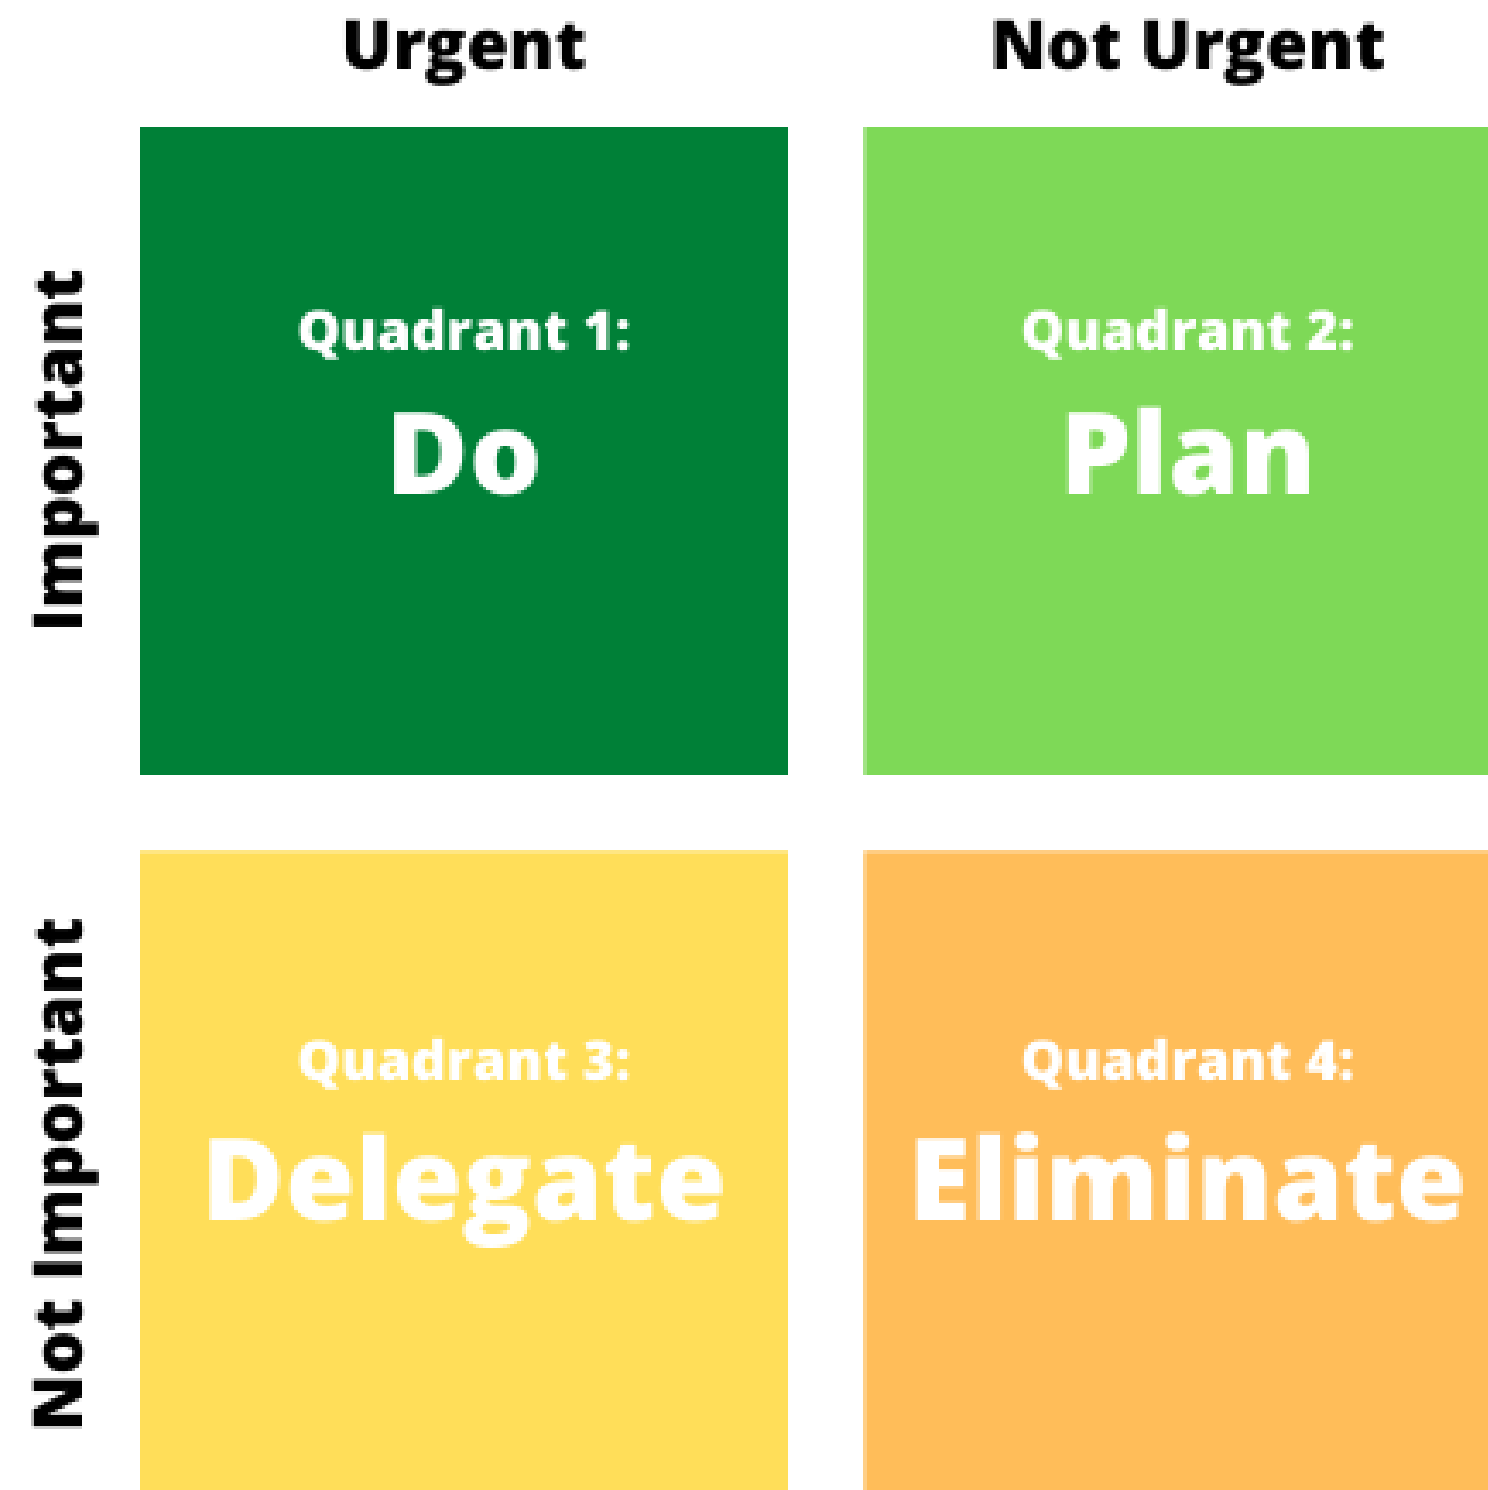 Urgent
Not Urgent
Important
Quadrant 1:
Do
Quadrant 2:
Plan
Not Important
Quadrant 3:
Delegate
Quadrant 4:
Eliminate